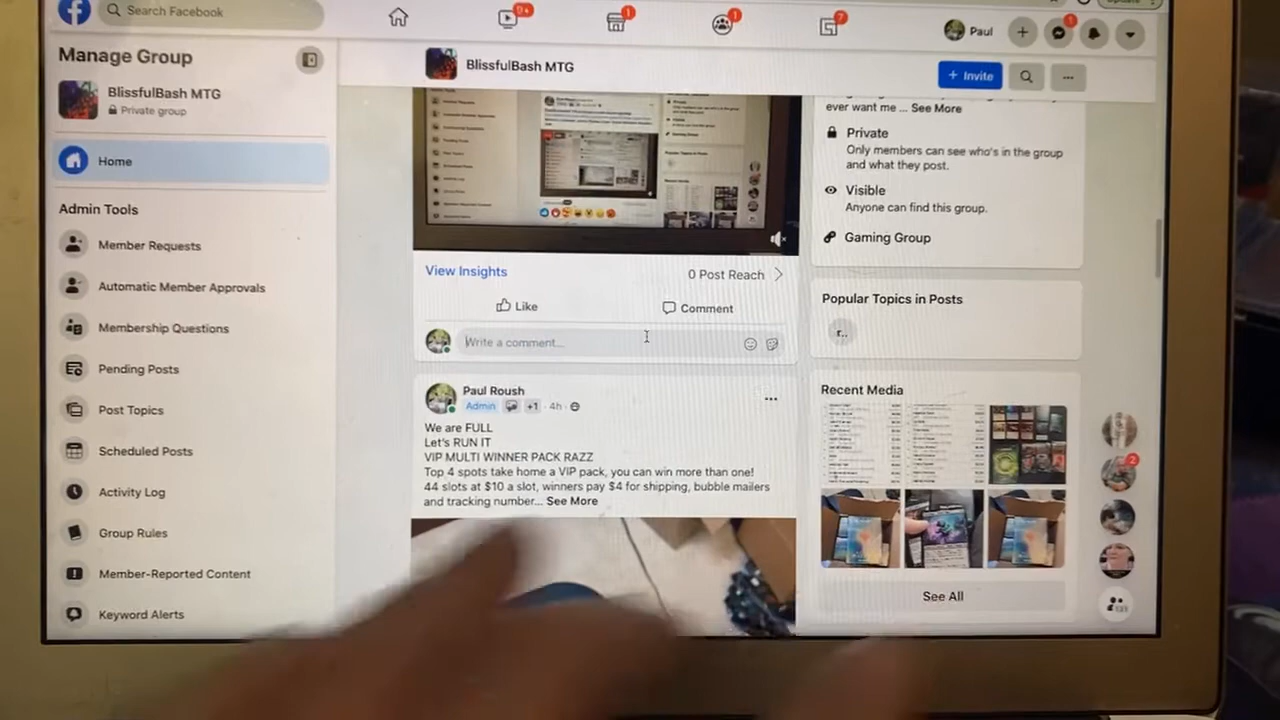 Search Facebook
9+
1
1
7
Paul
1
Manage Group
BlissfulBash MTG
Private group
Home
Admin Tools
Member Requests
Automatic Member Approvals
Membership Questions
Pending Posts
Post Topics
Scheduled Posts
Activity Log
Group Rules
Member-Reported Content
Keyword Alerts
BlissfulBash MTG
+ Invite
View Insights
0 Post Reach
Like
Comment
Write a comment...
Paul Roush
Admin
+1 · 4h ·
We are FULL
Let's RUN IT
VIP MULTI WINNER PACK RAZZ
Top 4 spots take home a VIP pack, you can win more than one!
44 slots at $10 a slot, winners pay $4 for shipping, bubble mailers
and tracking number... See More
ever want me ... See More
Private
Only members can see who's in the group
and what they post.
Visible
Anyone can find this group.
Gaming Group
Popular Topics in Posts
r..
Recent Media
See All
2